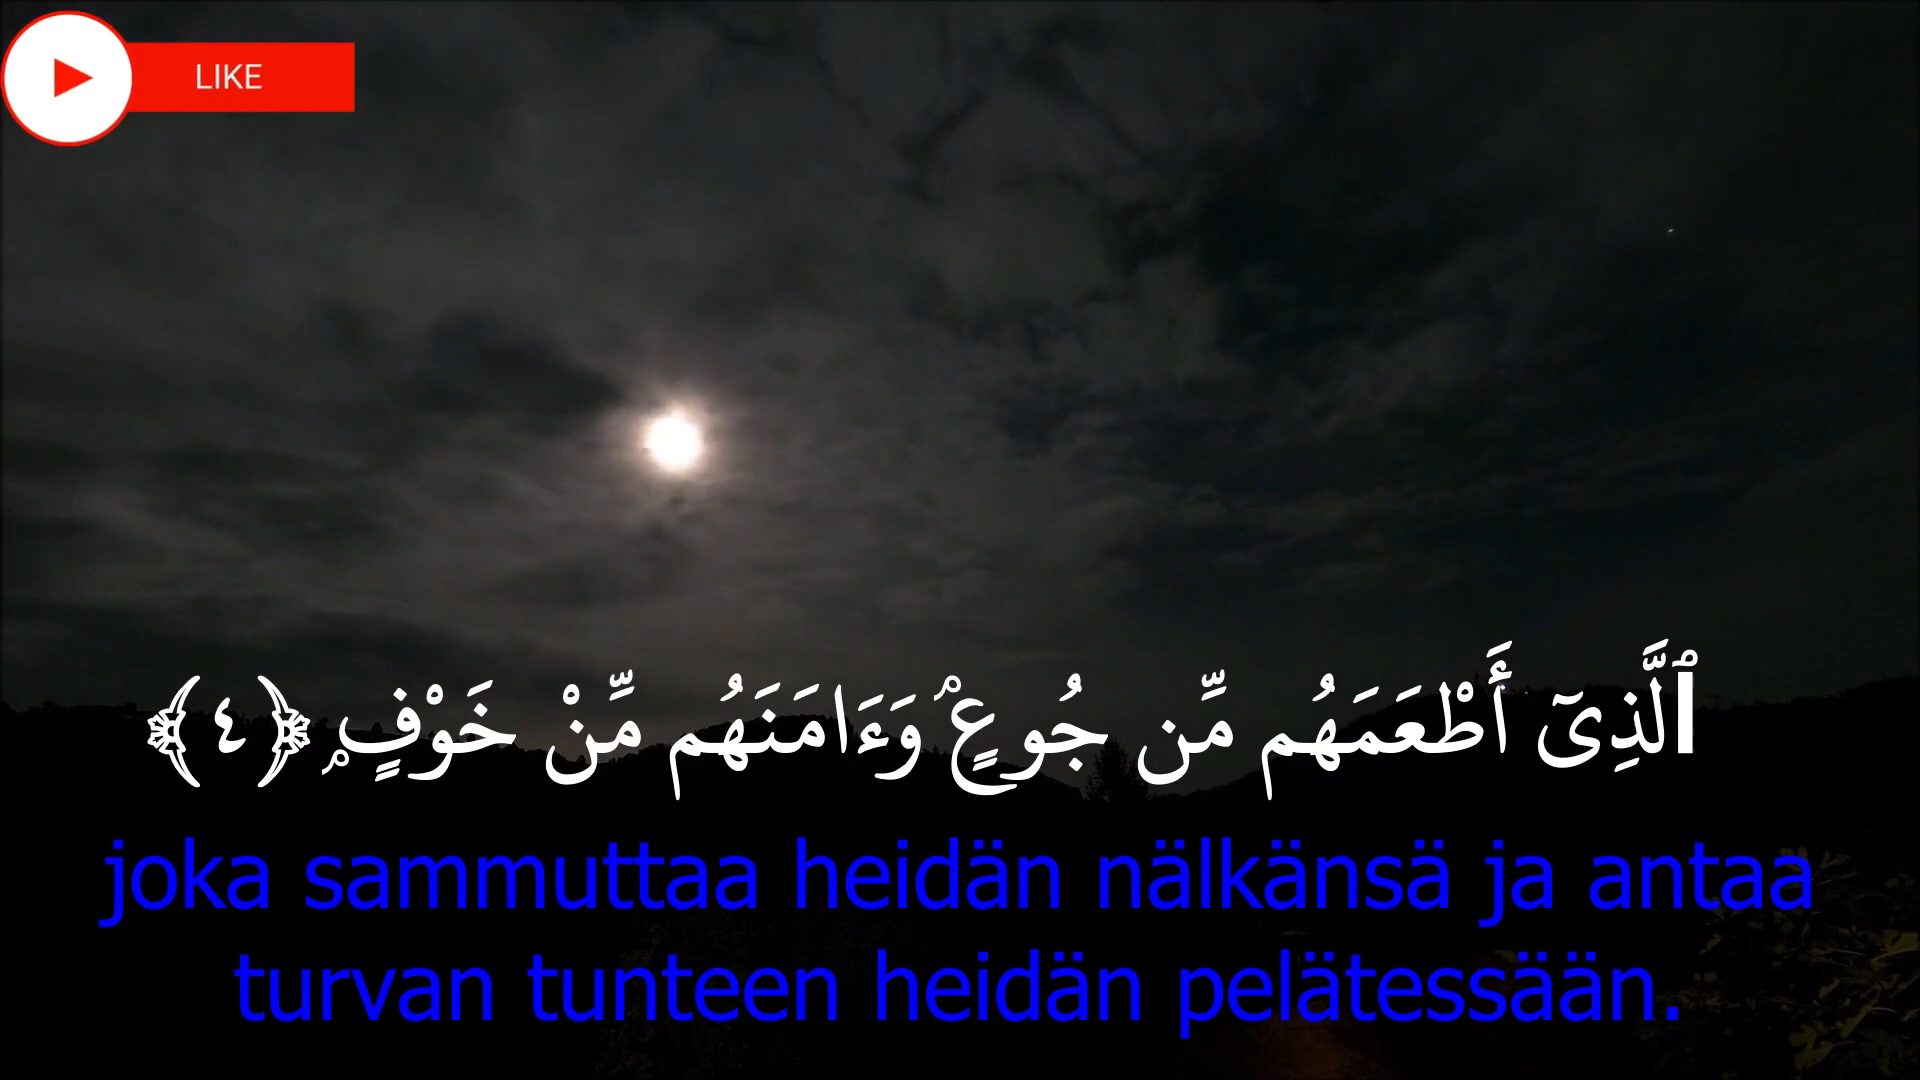 LIKE
ٱلَّذِىٓ أَطْعَمَهُم مِّن جُوعٍۢ وَءَامَنَهُم مِّنْ خَوْفٍۭ ﴿٤﴾
joka sammuttaa heidän nälkänsä ja antaa
turvan tunteen heidän pelätessään.